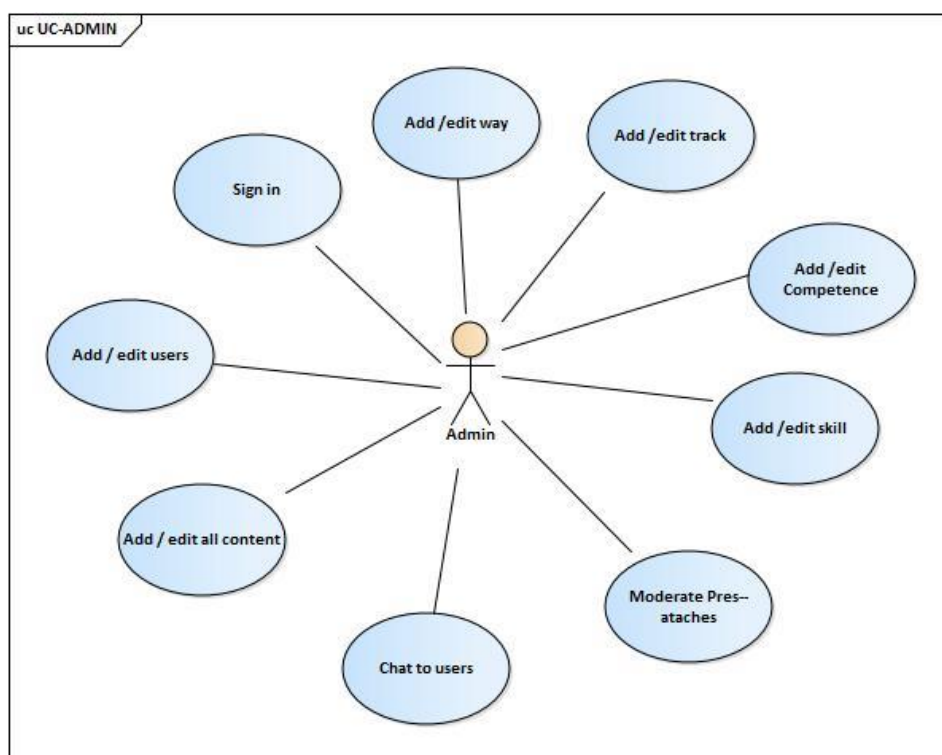 uc UC-ADMIN
Add /edit way
Add /edit track
Sign in
Add /edit
Competence
Add / edit users
Add /edit skill
Admin
Add / edit all content
Moderate Pres--
ataches
Chat to users